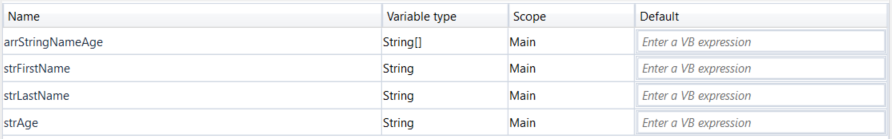 Name Variable type Scope Default
arrStringNameAge String[] Main Enter a VB expression
strFirstName String Main Enter a VB expression
strLastName String Main Enter a VB expression
strAge String Main Enter a VB expression